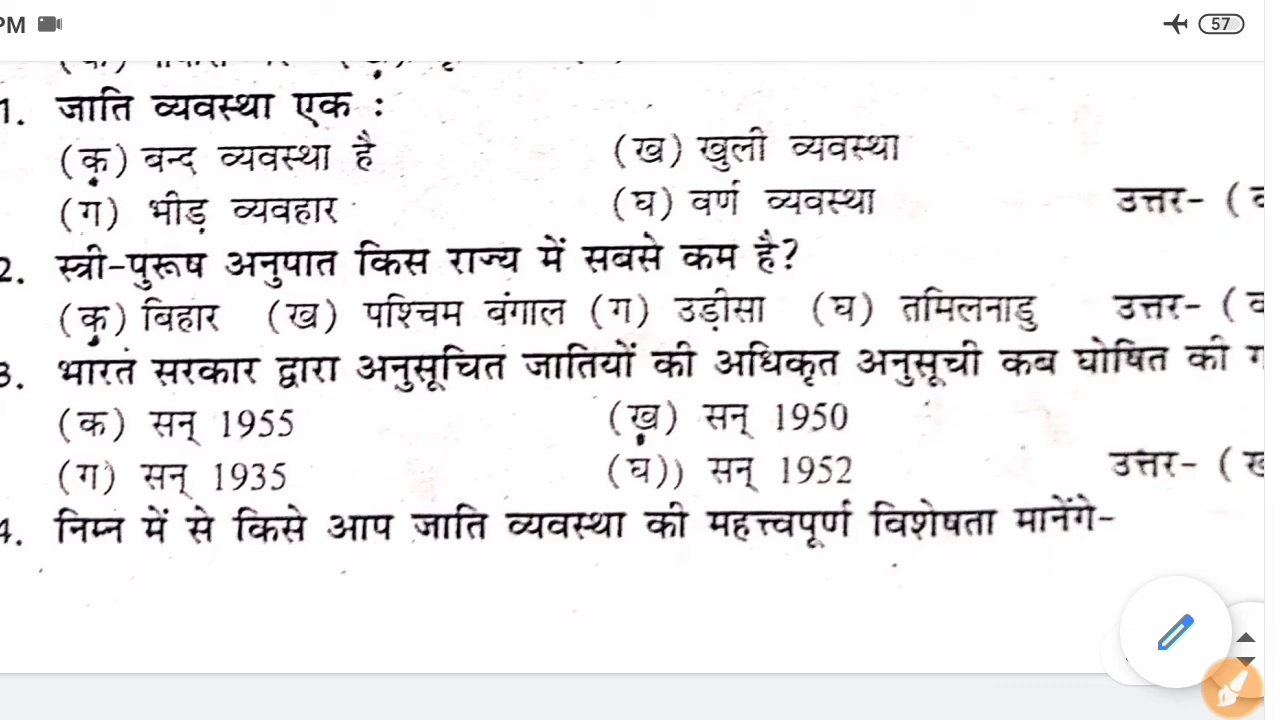 PM 57
1. जाति व्यवस्था एक :
(क) बन्द व्यवस्था है (ख) खुली व्यवस्था
(ग) भीड़ व्यवहार (घ) वर्ण व्यवस्था उत्तर- (
2. स्त्री-पुरूष अनुपात किस राज्य में सबसे कम है?
(क) बिहार (ख) पश्चिम बंगाल (ग) उड़ीसा (घ) तमिलनाडु उत्तर- (
3. भारत सरकार द्वारा अनुसूचित जातियों की अधिकृत अनुसूची कब घोषित की
(क) सन् 1955 (ख) सन् 1950
(ग) सन् 1935 (घ)) सन् 1952 उत्तर- (
4. निम्न में से किसे आप जाति व्यवस्था की महत्त्वपूर्ण विशेषता मानेंगे-